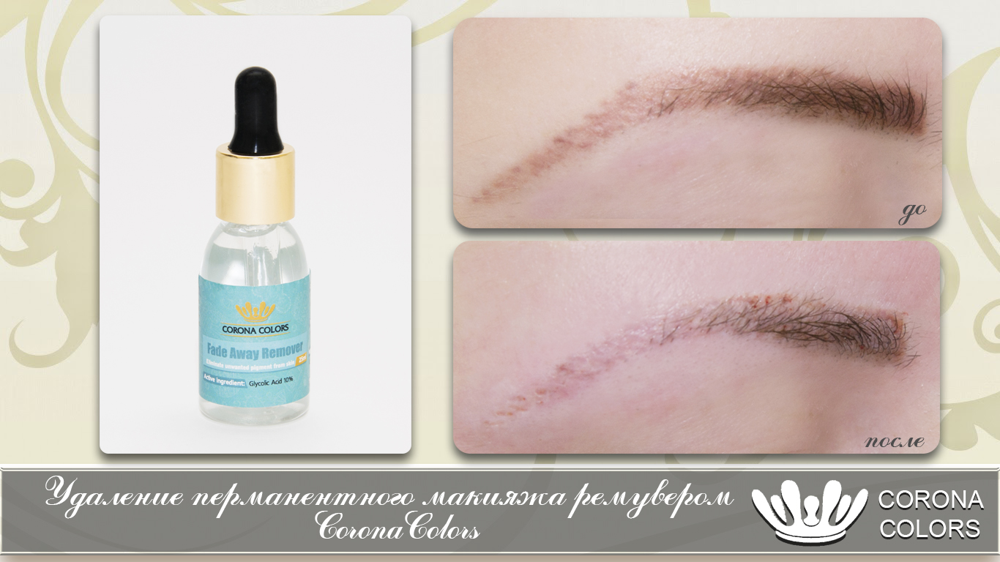 CORONA COLORS
Fade Away Remover
Eliminate unwanted pigment from skin
25ml
Active Ingredient: Glycolic Acid 10%
до
после
Удаление перманентного макияжа ремувером
CoronaColors
CORONA
COLORS